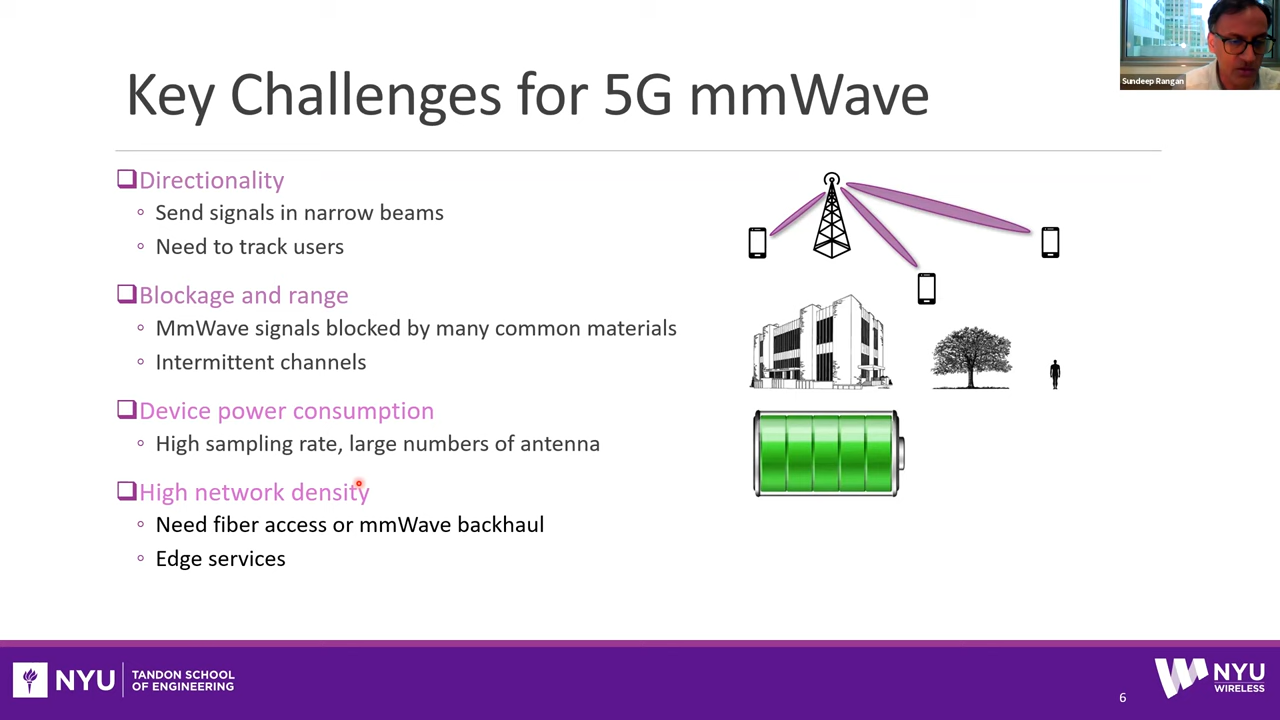 Sundeep Rangan
Key Challenges for 5G mmWave
Directionality
Send signals in narrow beams
Need to track users
Blockage and range
MmWave signals blocked by many common materials
Intermittent channels
Device power consumption
High sampling rate, large numbers of antenna
High network density
Need fiber access or mmWave backhaul
Edge services
NYU
TANDON SCHOOL
OF ENGINEERING
6
NYU
WIRELESS